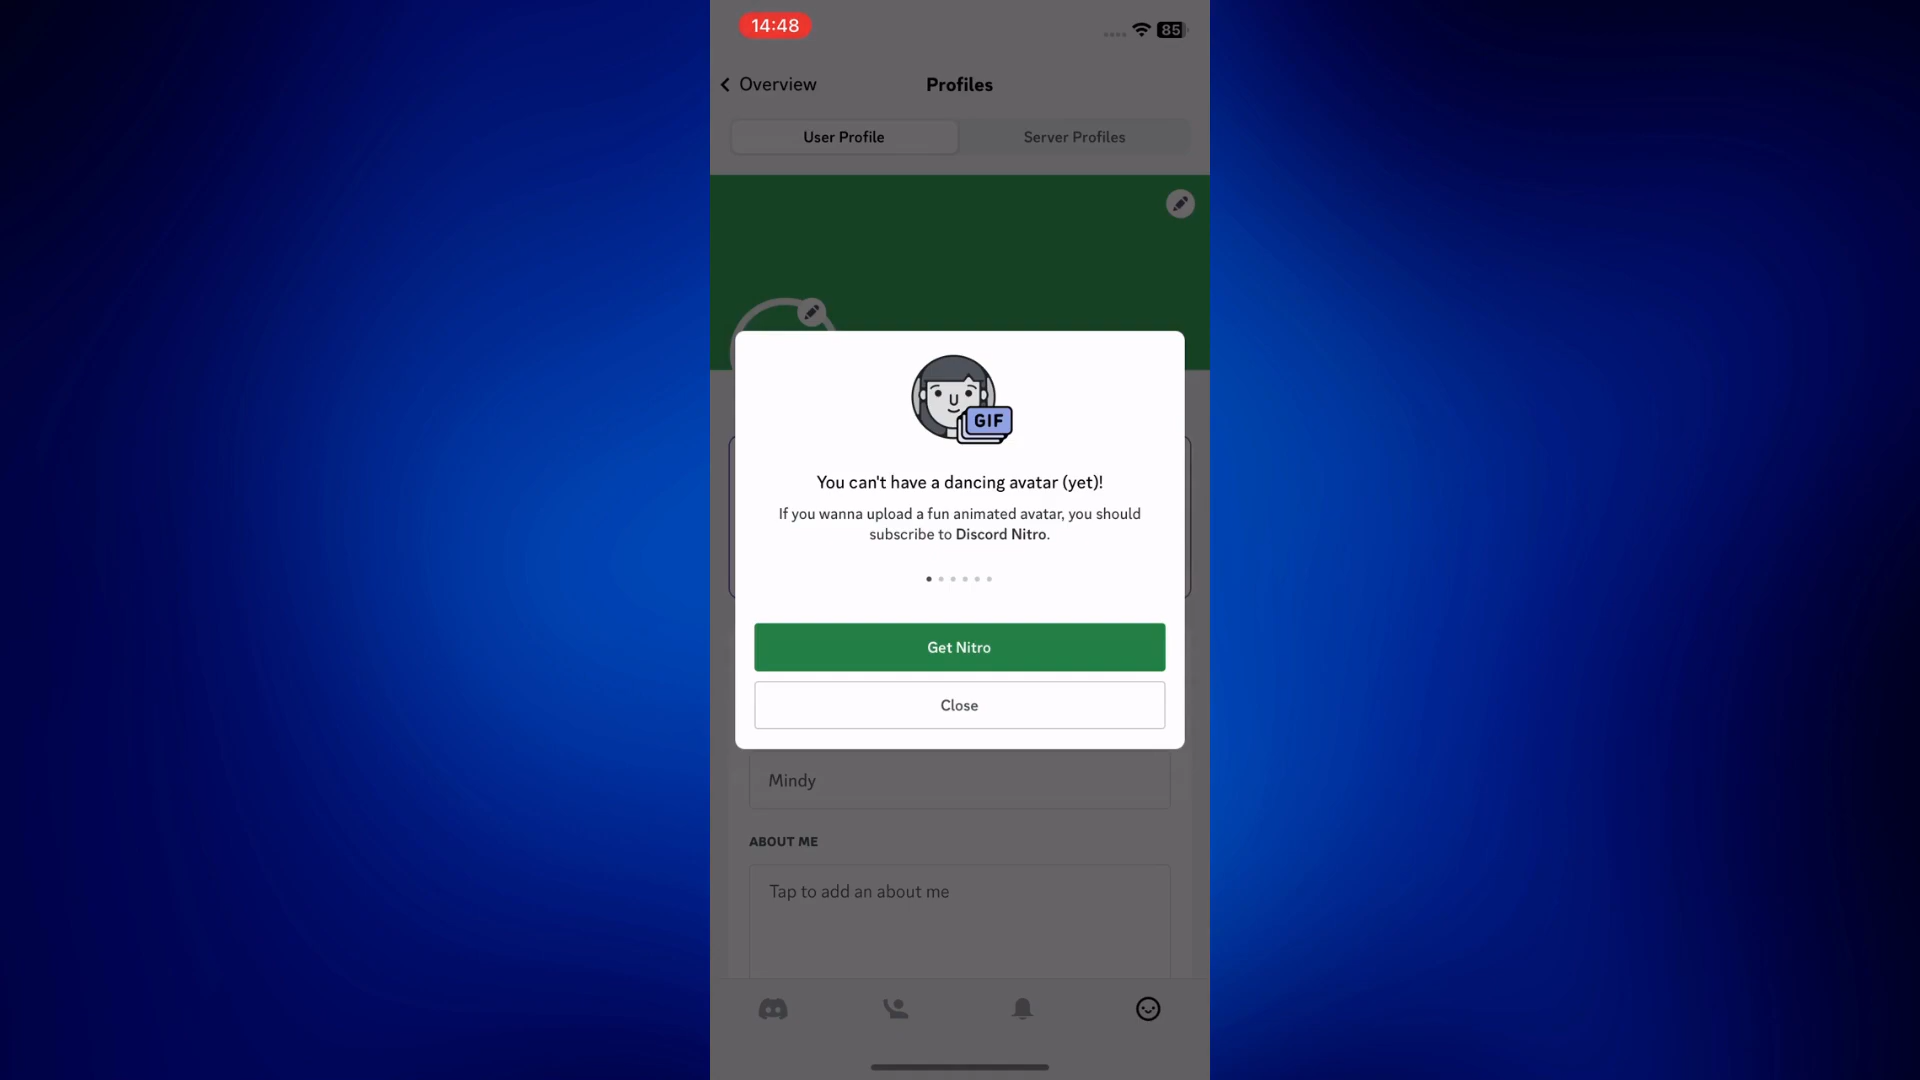 14:48
85
Overview
Profiles
User Profile
Server Profiles
GIF
You can't have a dancing avatar (yet)!
If you wanna upload a fun animated avatar, you should
subscribe to Discord Nitro.
Get Nitro
Close
Mindy
ABOUT ME
Tap to add an about me